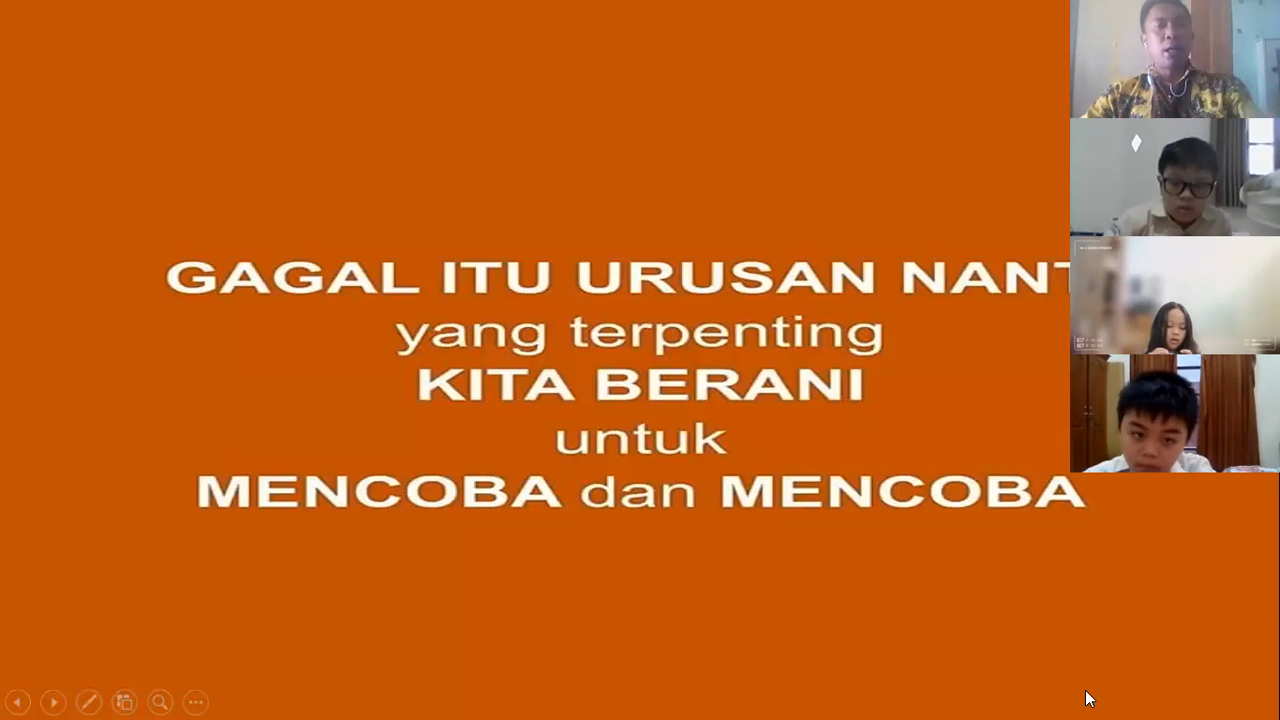 GAGAL ITU URUSAN NANT
yang terpenting
KITA BERANI
untuk
MENCOBA dan MENCOBA